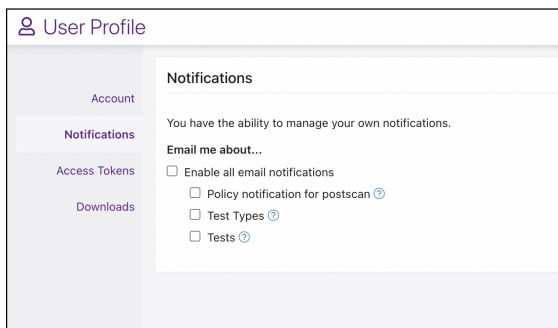 User Profile
Account
Notifications
Access Tokens
Downloads
Notifications
You have the ability to manage your own notifications.
Email me about...
Enable all email notifications
Policy notification for postscan ?
Test Types ?
Tests ?